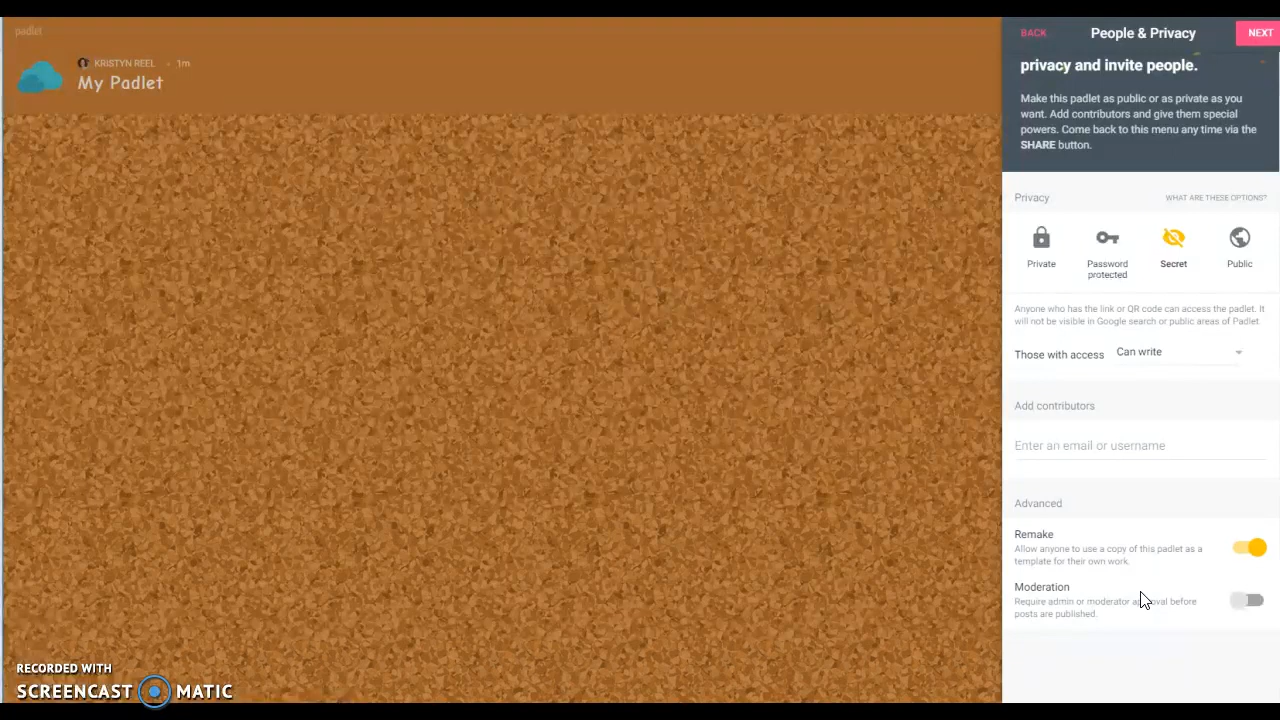 padlet
KRISTYN REEL • 1m
My Padlet
BACK
People & Privacy
NEXT
privacy and invite people.
Make this padlet as public or as private as you
want. Add contributors and give them special
powers. Come back to this menu any time via the
SHARE button.
Privacy
WHAT ARE THESE OPTIONS?
Private
Password
protected
Secret
Public
Anyone who has the link or QR code can access the padlet. It
will not be visible in Google search or public areas of Padlet.
Those with access
Can write
Add contributors
Enter an email or username
Advanced
Remake
Allow anyone to use a copy of this padlet as a
template for their own work.
Moderation
Require admin or moderator approval before
posts are published.
RECORDED WITH
SCREENCAST MATIC